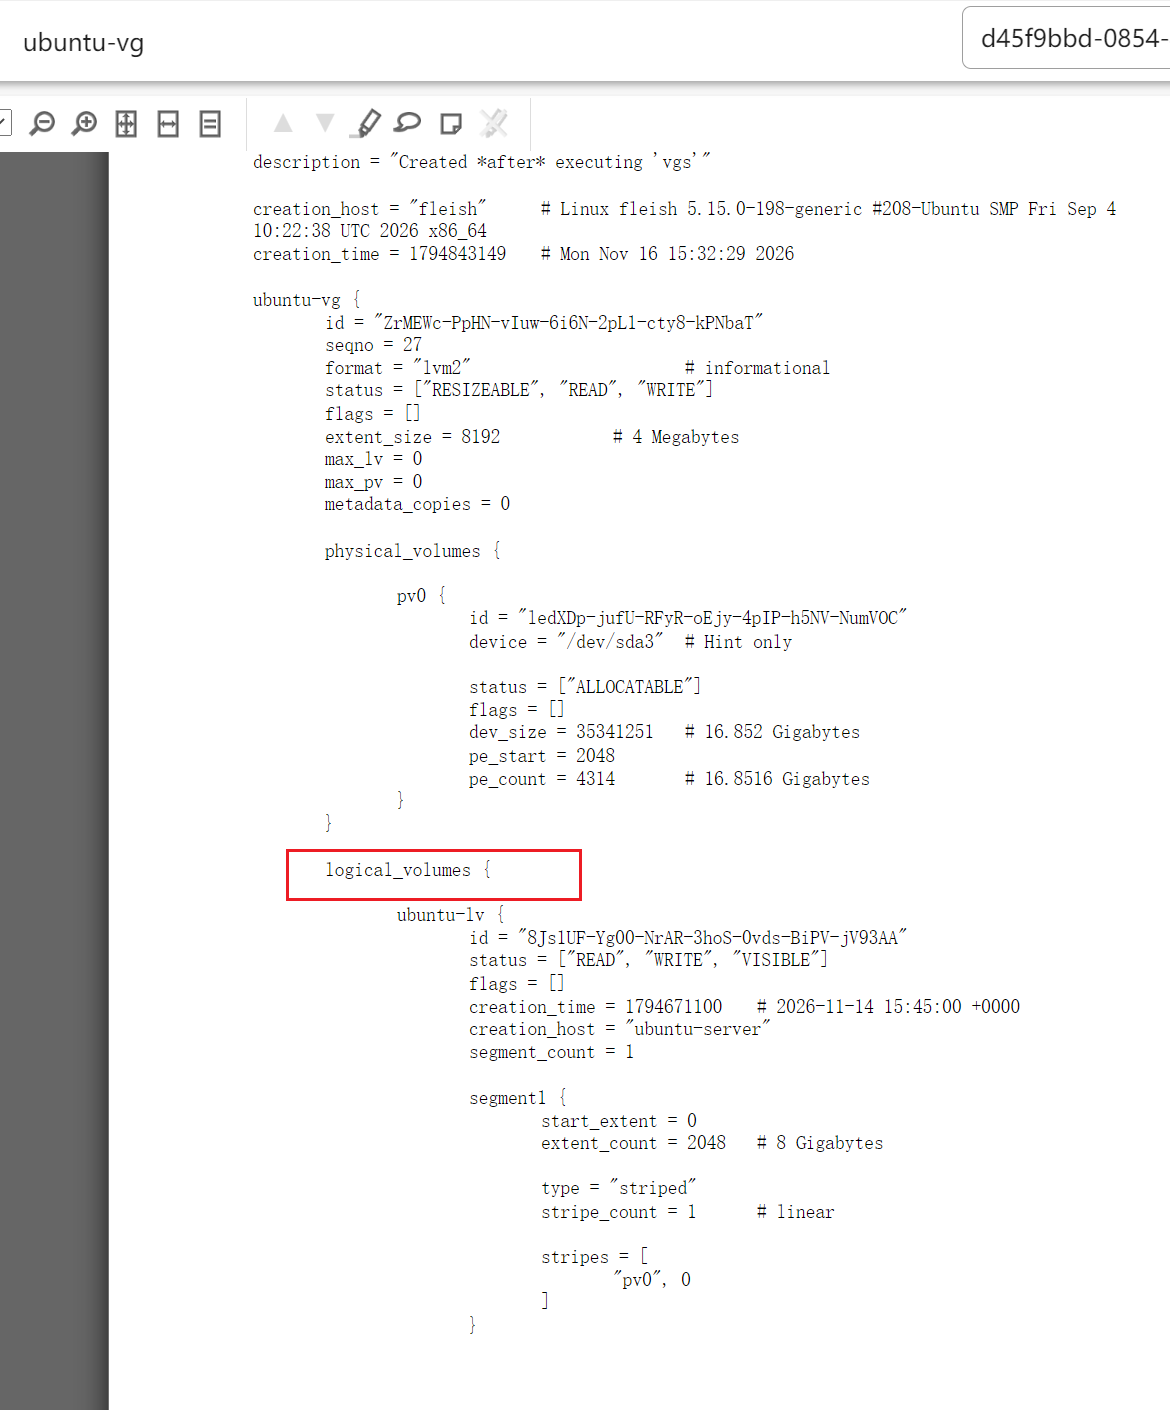 ubuntu-vg
d45f9bbd-0854-
description = "Created *after* executing 'vgs'"
creation_host = "fleish" # Linux fleish 5.15.0-198-generic #208-Ubuntu SMP Fri Sep 4
10:22:38 UTC 2026 x86_64
creation_time = 1794843149 # Mon Nov 16 15:32:29 2026
ubuntu-vg {
id = "ZrMEWc-PpHN-vIuw-6i6N-2pL1-cty8-kPNbaT"
seqno = 27
format = "lvm2" # informational
status = ["RESIZEABLE", "READ", "WRITE"]
flags = []
extent_size = 8192 # 4 Megabytes
max_lv = 0
max_pv = 0
metadata_copies = 0
physical_volumes {
pv0 {
id = "ledXDp-jufU-RFyR-oEjy-4pIP-h5NV-NumVOC"
device = "/dev/sda3" # Hint only
status = ["ALLOCATABLE"]
flags = []
dev_size = 35341251 # 16.852 Gigabytes
pe_start = 2048
pe_count = 4314 # 16.8516 Gigabytes
}
}
logical_volumes {
ubuntu-lv {
id = "8Js1UF-Yg00-NrAR-3hoS-0vds-BiPV-jV93AA"
status = ["READ", "WRITE", "VISIBLE"]
flags = []
creation_time = 1794671100 # 2026-11-14 15:45:00 +0000
creation_host = "ubuntu-server"
segment_count = 1
segment1 {
start_extent = 0
extent_count = 2048 # 8 Gigabytes
type = "striped"
stripe_count = 1 # linear
stripes = [
"pv0", 0
]
}